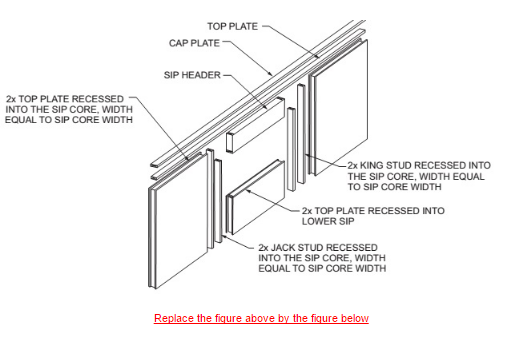 TOP PLATE
CAP PLATE
SIP HEADER
2x TOP PLATE RECESSED
INTO THE SIP CORE, WIDTH
EQUAL TO SIP CORE WIDTH
2x KING STUD RECESSED INTO
THE SIP CORE, WIDTH EQUAL
TO SIP CORE WIDTH
2x TOP PLATE RECESSED INTO
LOWER SIP
2x JACK STUD RECESSED
INTO THE SIP CORE, WIDTH
EQUAL TO SIP CORE WIDTH
Replace the figure above by the figure below